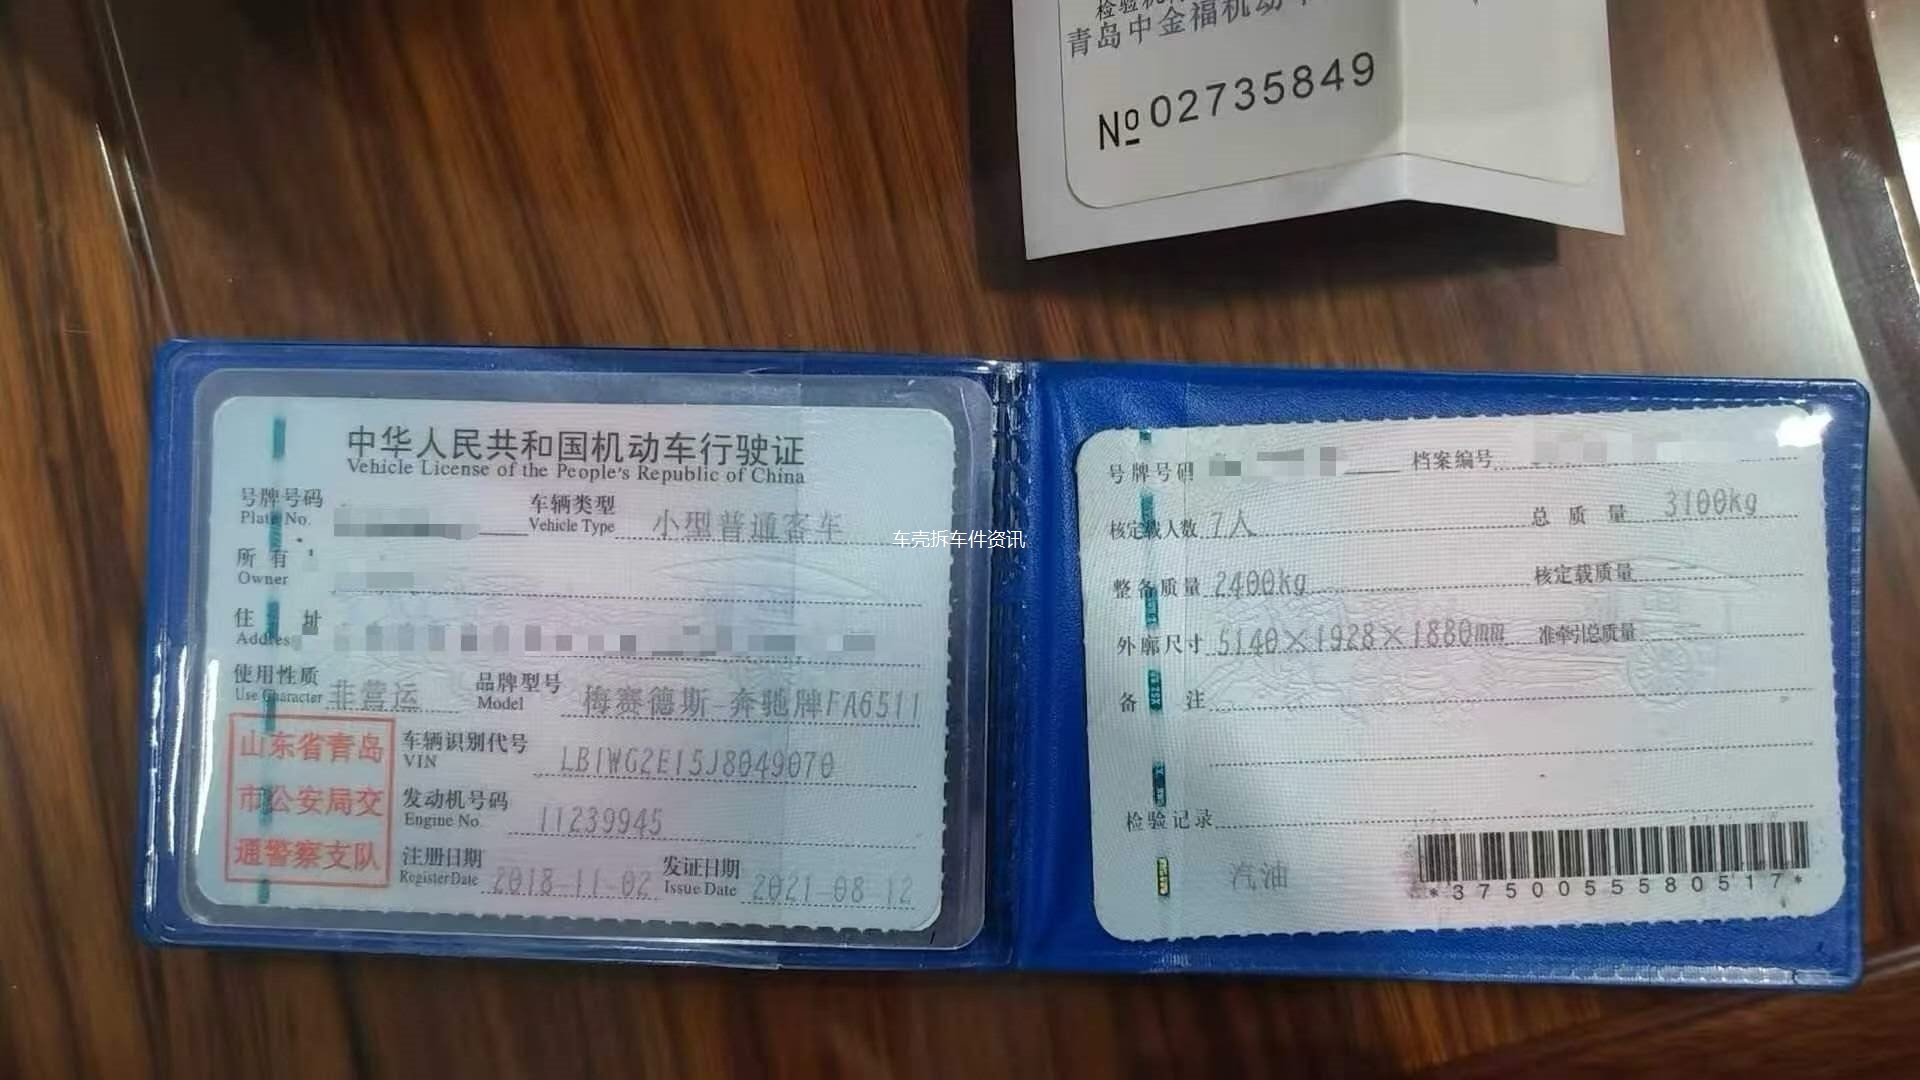 青岛中金福机动
№02735849
中华人民共和国机动车行驶证
Vehicle License of the People's Republic of China
号牌号码
Plate No.
车辆类型 小型普通客车
Vehicle Type
所有
Owner
住 址
Address
使用性质 非营运
Use Character
品牌型号 梅赛德斯-奔驰牌FA6511
Model
山东省青岛
市公安局交
通警察支队
车辆识别代号 LB1WG2E15J8049070
VIN
发动机号码 11239945
Engine No.
注册日期 2018-11-02
Register Date
发证日期 2021-08-12
Issue Date
车壳拆车件资讯
号牌号码
档案编号
核定载人数 7人
总质量 3100kg
整备质量 2400kg
核定载质量
外廓尺寸 5140×1928×1880mm
准牵引总质量
备 注
检验记录
汽油
*3750055580517*